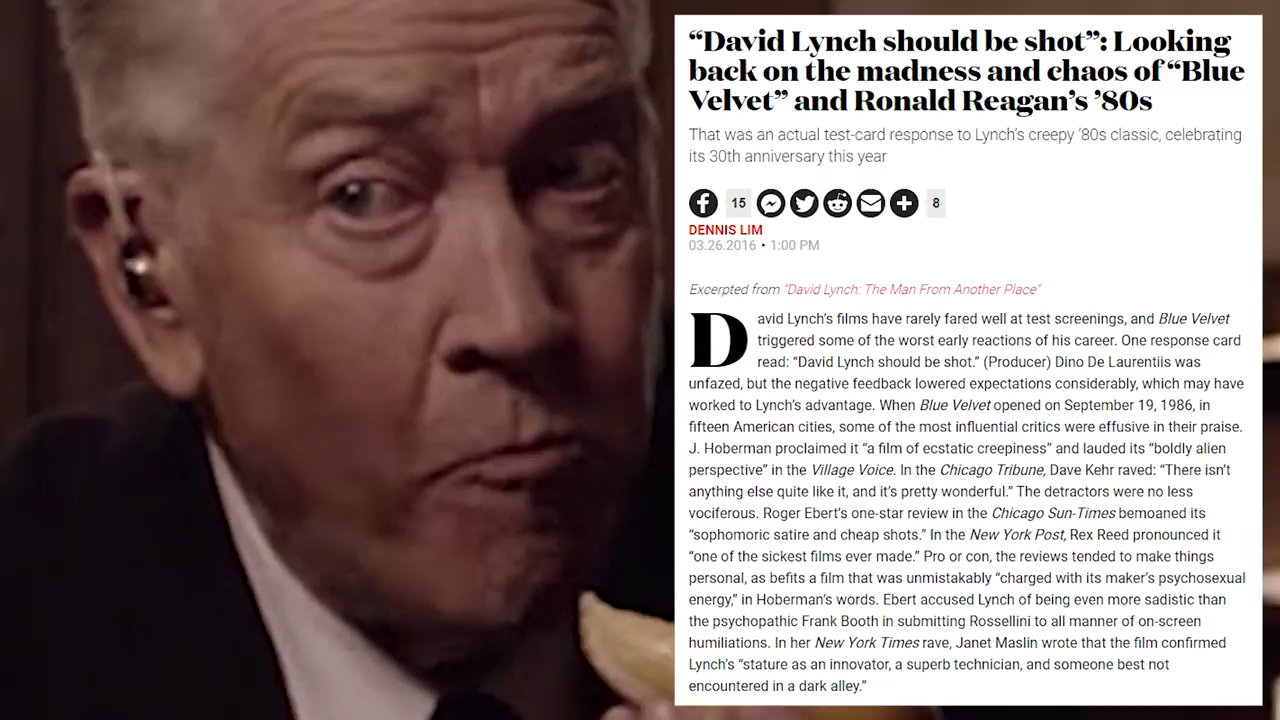 “David Lynch should be shot”: Looking
back on the madness and chaos of “Blue
Velvet” and Ronald Reagan’s ’80s
That was an actual test-card response to Lynch’s creepy ’80s classic, celebrating
its 30th anniversary this year
15 8
DENNIS LIM
03.26.2016 • 1:00 PM
Excerpted from “David Lynch: The Man From Another Place”
David Lynch’s films have rarely fared well at test screenings, and Blue Velvet
triggered some of the worst early reactions of his career. One response card
read: “David Lynch should be shot.” (Producer) Dino De Laurentiis was
unfazed, but the negative feedback lowered expectations considerably, which may have
worked to Lynch’s advantage. When Blue Velvet opened on September 19, 1986, in
fifteen American cities, some of the most influential critics were effusive in their praise.
J. Hoberman proclaimed it “a film of ecstatic creepiness” and lauded its “boldly alien
perspective” in the Village Voice. In the Chicago Tribune, Dave Kehr raved: “There isn’t
anything else quite like it, and it’s pretty wonderful.” The detractors were no less
vociferous. Roger Ebert’s one-star review in the Chicago Sun-Times bemoaned its
“sophomoric satire and cheap shots.” In the New York Post, Rex Reed pronounced it
“one of the sickest films ever made.” Pro or con, the reviews tended to make things
personal, as befits a film that was unmistakably “charged with its maker’s psychosexual
energy,” in Hoberman’s words. Ebert accused Lynch of being even more sadistic than
the psychopathic Frank Booth in submitting Rossellini to all manner of on-screen
humiliations. In her New York Times rave, Janet Maslin wrote that the film confirmed
Lynch’s “stature as an innovator, a superb technician, and someone best not
encountered in a dark alley.”